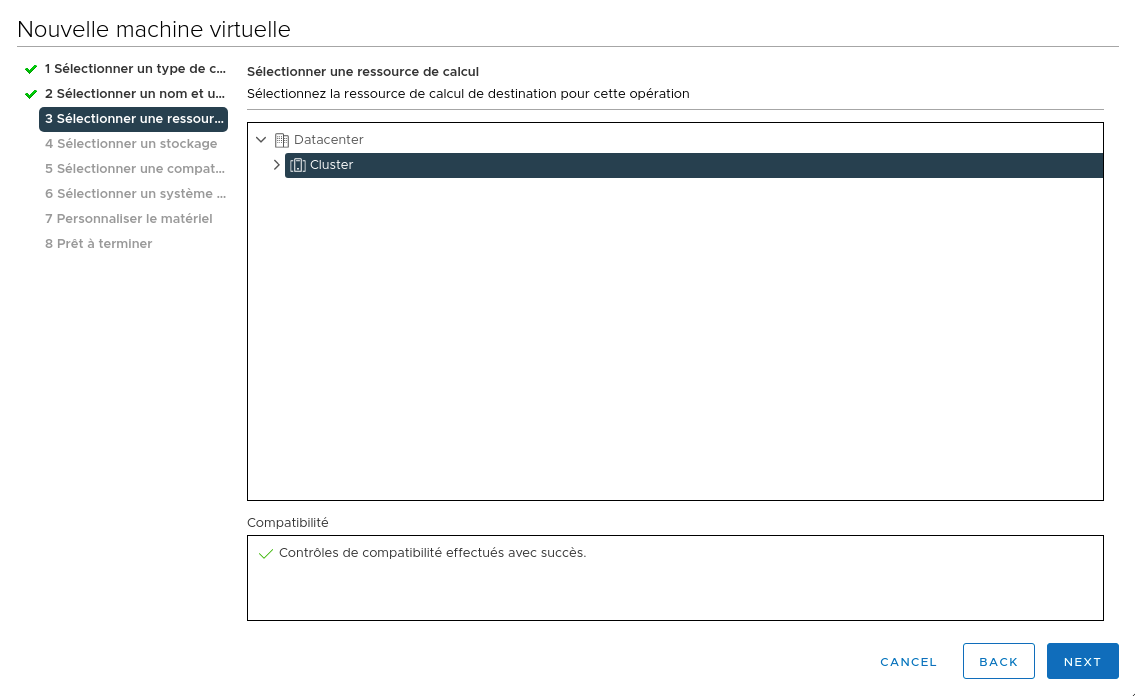 Nouvelle machine virtuelle
1 Sélectionner un type de c...
2 Sélectionner un nom et u...
3 Sélectionner une ressour...
4 Sélectionner un stockage
5 Sélectionner une compat...
6 Sélectionner un système ...
7 Personnaliser le matériel
8 Prêt à terminer
Sélectionner une ressource de calcul
Sélectionnez la ressource de calcul de destination pour cette opération
Datacenter
Cluster
Compatibilité
Contrôles de compatibilité effectués avec succès.
CANCEL
BACK
NEXT